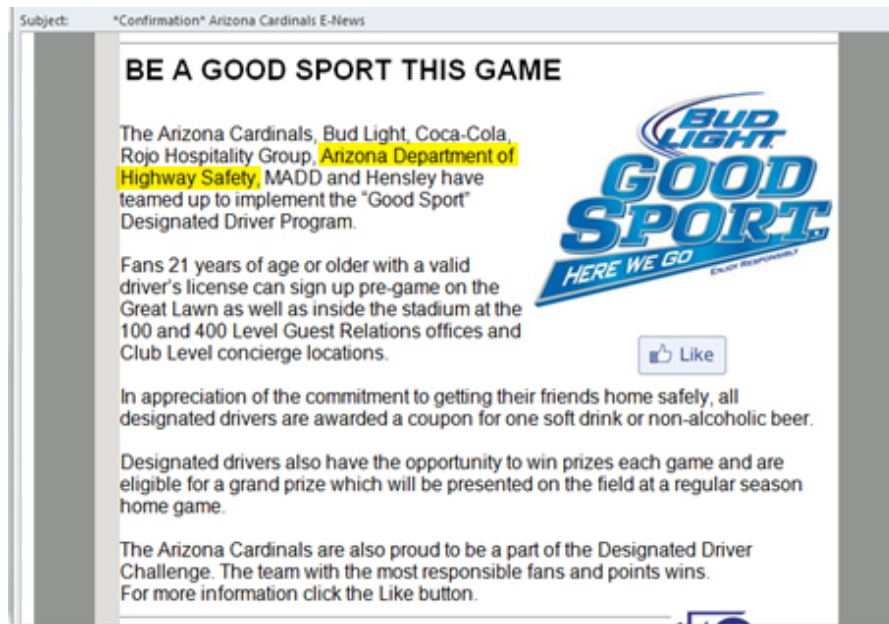 Subject: *Confirmation* Arizona Cardinals E-News
BE A GOOD SPORT THIS GAME
The Arizona Cardinals, Bud Light, Coca-Cola,
Rojo Hospitality Group, Arizona Department of
Highway Safety, MADD and Hensley have
teamed up to implement the “Good Sport”
Designated Driver Program.
Fans 21 years of age or older with a valid
driver's license can sign up pre-game on the
Great Lawn as well as inside the stadium at the
100 and 400 Level Guest Relations offices and
Club Level concierge locations.
BUD
LIGHT
GOOD
SPORT.
HERE WE GO
ENJOY RESPONSIBLY
Like
In appreciation of the commitment to getting their friends home safely, all
designated drivers are awarded a coupon for one soft drink or non-alcoholic beer.
Designated drivers also have the opportunity to win prizes each game and are
eligible for a grand prize which will be presented on the field at a regular season
home game.
The Arizona Cardinals are also proud to be a part of the Designated Driver
Challenge. The team with the most responsible fans and points wins.
For more information click the Like button.